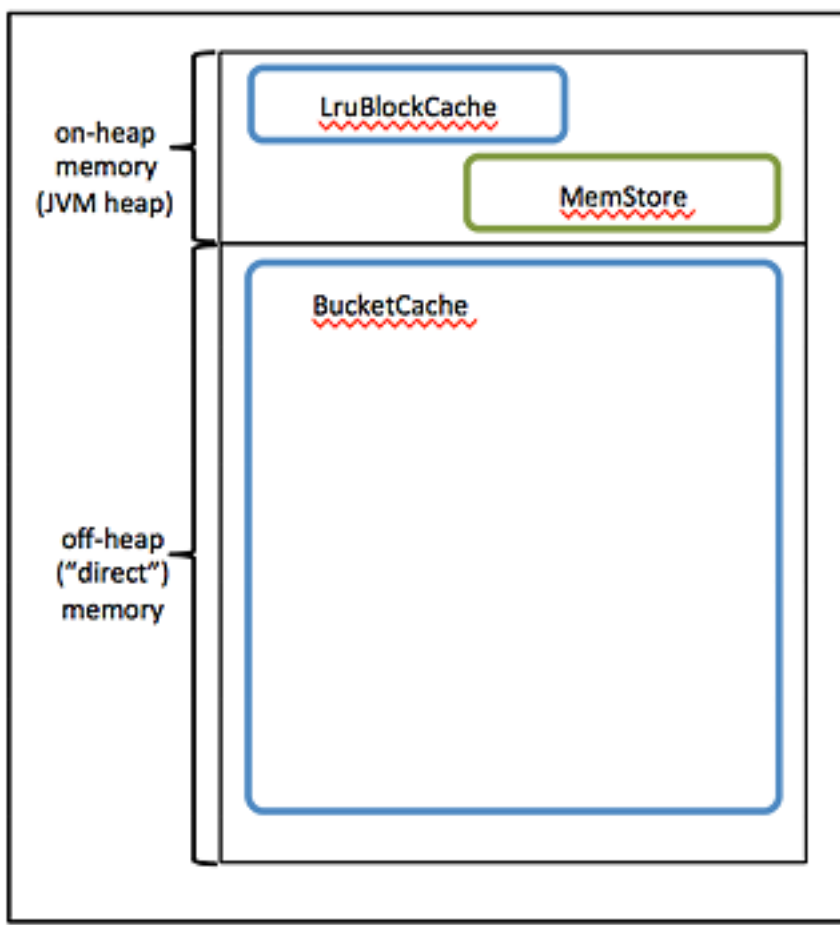 LruBlockCache
on-heap
memory
(JVM heap)
MemStore
BucketCache
off-heap
(“direct”)
memory